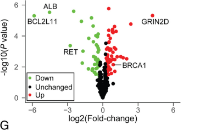 -log10(P value)
6
4
2
0
ALB
BCL2L11
GRIN2D
RET
BRCA1
Down
Unchanged
Up
-6 -4 -2 0 2 4 6
log2(Fold-change)
G